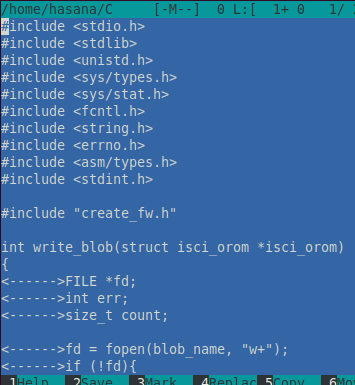 /home/hasana/C [-M--] 0 L:[ 1+ 0 1/
#include <stdio.h>
#include <stdlib>
#include <unistd.h>
#include <sys/types.h>
#include <sys/stat.h>
#include <fcntl.h>
#include <string.h>
#include <errno.h>
#include <asm/types.h>
#include <stdint.h>
#include "create_fw.h"
int write_blob(struct isci_orom *isci_orom)
{
<------>FILE *fd;
<------>int err;
<------>size_t count;
<------>fd = fopen(blob_name, "w+");
<------>if (!fd){
1Help 2Save 3Mark 4Replac 5Copy 6Mo